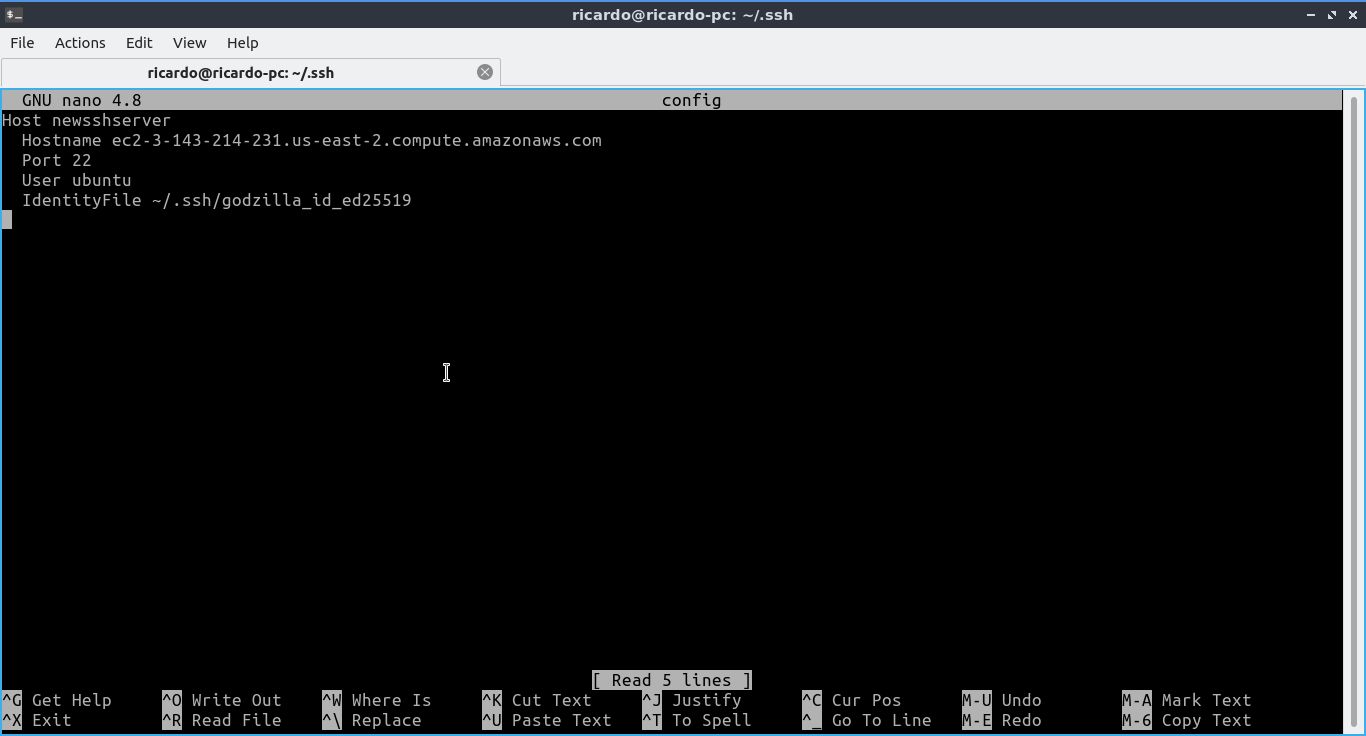 ricardo@ricardo-pc: ~/.ssh
File Actions Edit View Help
ricardo@ricardo-pc: ~/.ssh
GNU nano 4.8 config
Host newsshserver
  Hostname ec2-3-143-214-231.us-east-2.compute.amazonaws.com
  Port 22
  User ubuntu
  IdentityFile ~/.ssh/godzilla_id_ed25519
[ Read 5 lines ]
^G Get Help ^O Write Out ^W Where Is ^K Cut Text ^J Justify ^C Cur Pos M-U Undo M-A Mark Text
^X Exit ^R Read File ^\ Replace ^U Paste Text ^T To Spell ^_ Go To Line M-E Redo M-6 Copy Text